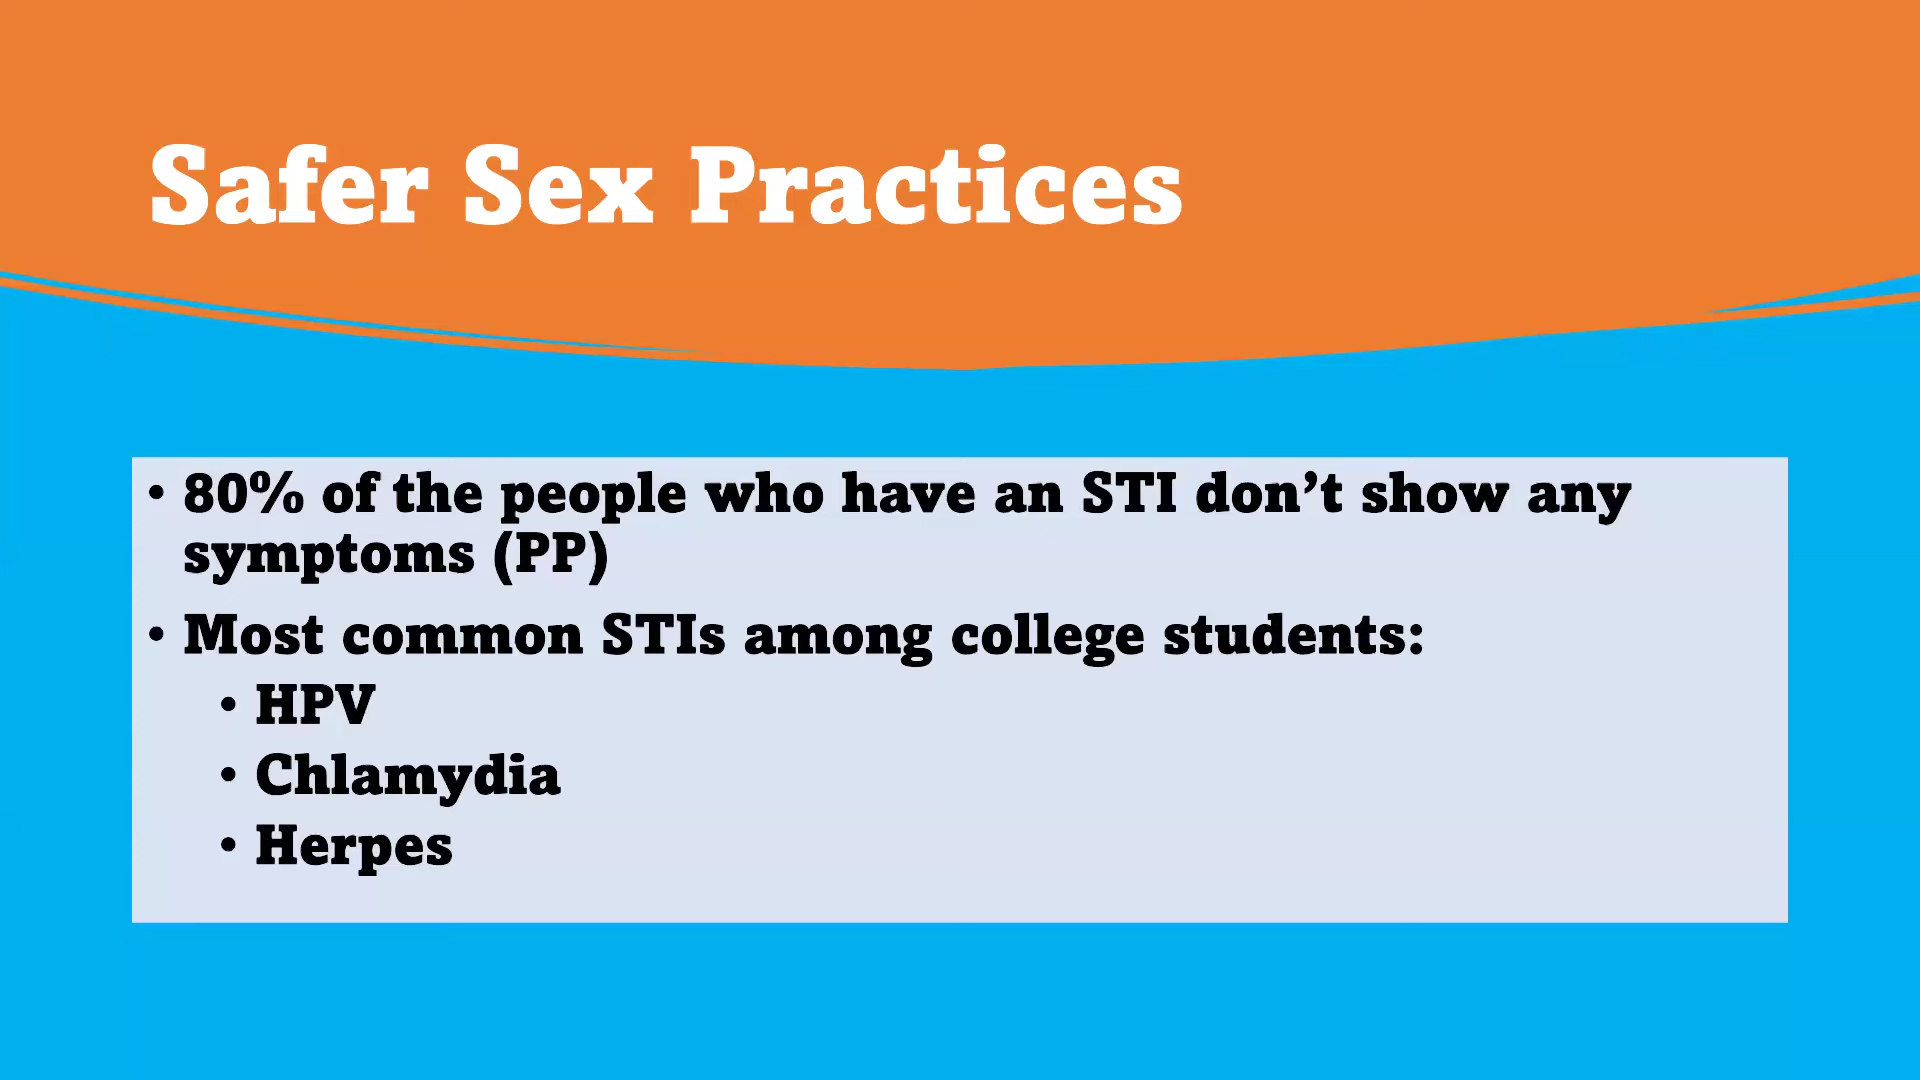 Safer Sex Practices
• 80% of the people who have an STI don’t show any
symptoms (PP)
• Most common STIs among college students:
• HPV
• Chlamydia
• Herpes